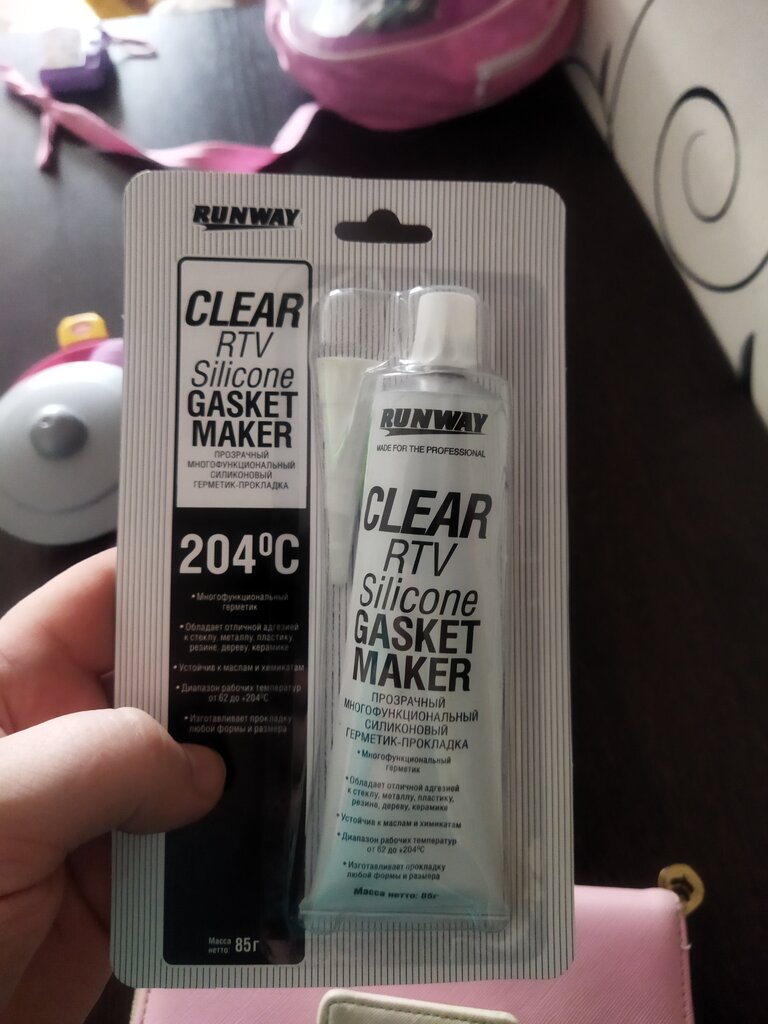 RUNWAY
CLEAR
RTV
Silicone
GASKET
MAKER
ПРОЗРАЧНЫЙ
МНОГОФУНКЦИОНАЛЬНЫЙ
СИЛИКОНОВЫЙ
ГЕРМЕТИК-ПРОКЛАДКА
204ºC
• Многофункциональный
герметик
• Обладает отличной адгезией
к стеклу, металлу, пластику,
резине, дереву, керамике
• Устойчив к маслам и химикатам
• Диапазон рабочих температур
от 62 до +204ºC
• Изготавливает прокладку
любой формы и размера
Масса
нетто: 85 г
RUNWAY
MADE FOR THE PROFESSIONAL
CLEAR
RTV
Silicone
GASKET
MAKER
ПРОЗРАЧНЫЙ
МНОГОФУНКЦИОНАЛЬНЫЙ
СИЛИКОНОВЫЙ
ГЕРМЕТИК-ПРОКЛАДКА
• Многофункциональный
герметик
• Обладает отличной адгезией
к стеклу, металлу, пластику,
резине, дереву, керамике
• Устойчив к маслам и химикатам
• Диапазон рабочих температур
от 62 до +204ºC
• Изготавливает прокладку
любой формы и размера
Масса нетто: 85г